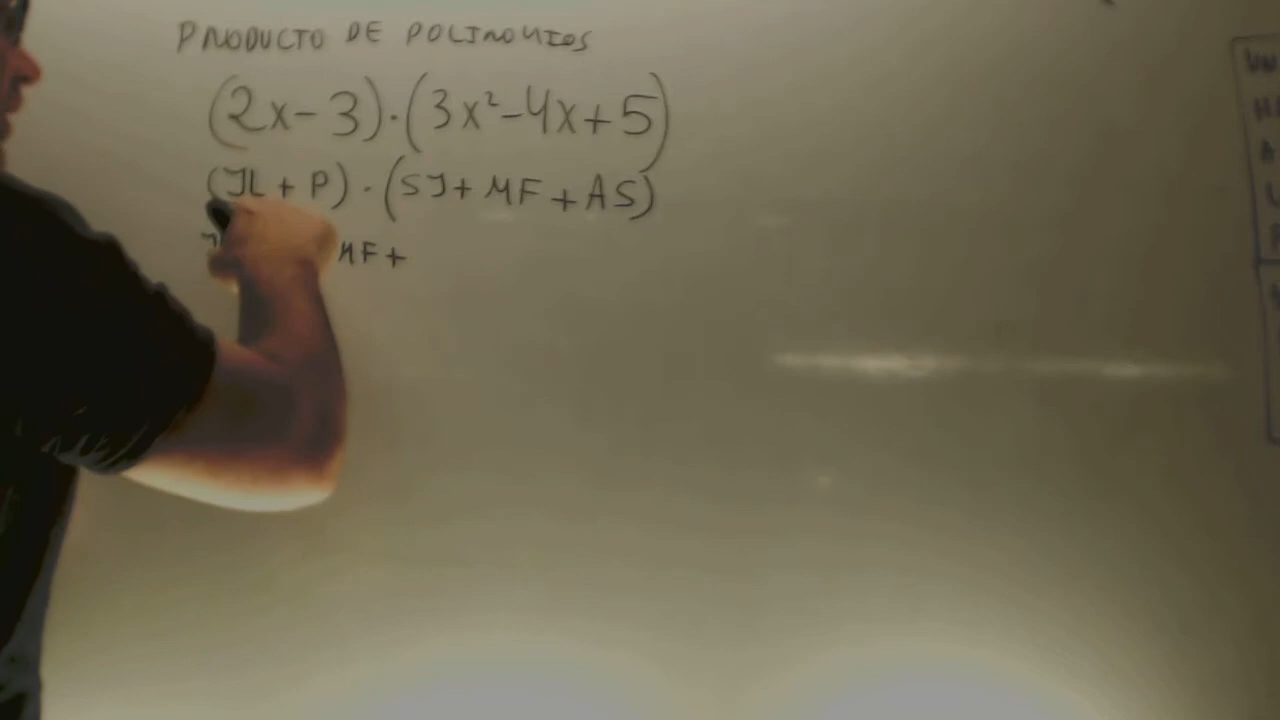 PRODUCTO DE POLINOMIOS
(2x-3)·(3x²-4x+5)
(JL + P) · (SJ + MF + AS)
MF +